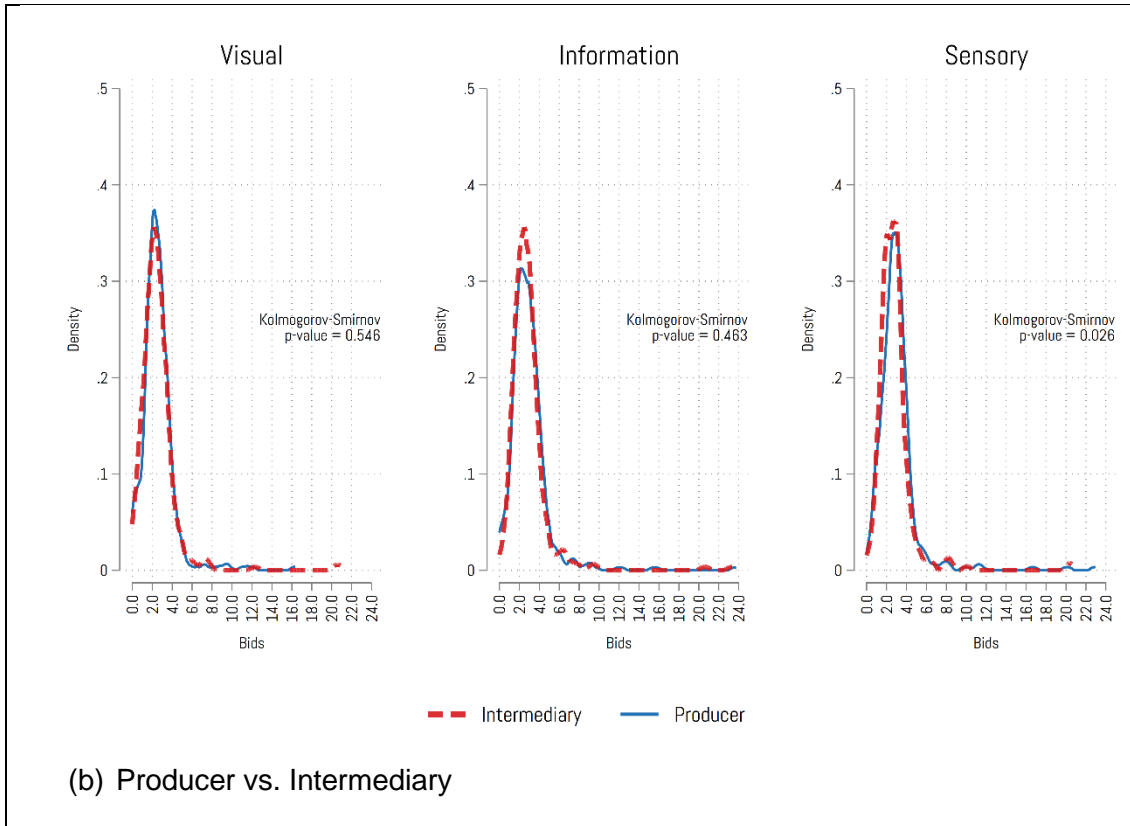 Visual
.5
.4
.3
.2
.1
0
Density
Kolmogorov-Smirnov
p-value = 0.546
0.0 2.0 4.0 6.0 8.0 10.0 12.0 14.0 16.0 18.0 20.0 22.0 24.0
Bids
Information
.5
.4
.3
.2
.1
0
Density
Kolmogorov-Smirnov
p-value = 0.463
0.0 2.0 4.0 6.0 8.0 10.0 12.0 14.0 16.0 18.0 20.0 22.0 24.0
Bids
Sensory
.5
.4
.3
.2
.1
0
Density
Kolmogorov-Smirnov
p-value = 0.026
0.0 2.0 4.0 6.0 8.0 10.0 12.0 14.0 16.0 18.0 20.0 22.0 24.0
Bids
Intermediary Producer
(b) Producer vs. Intermediary